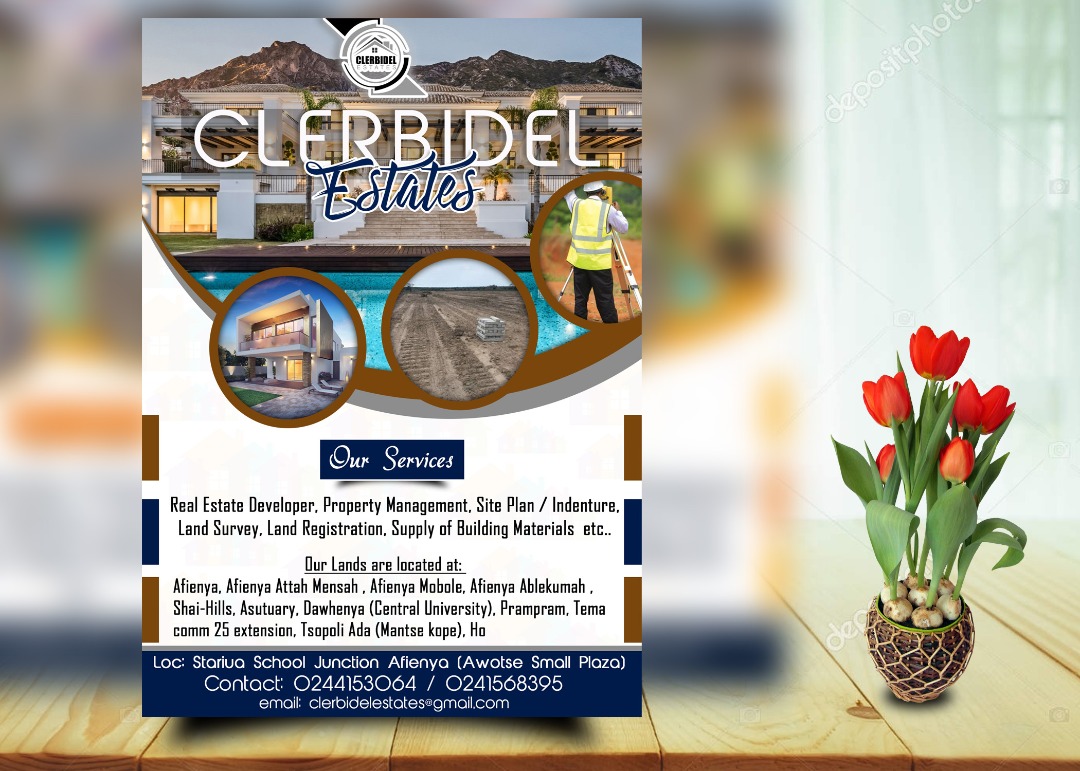 CLERBIDEL
ESTATES
CLERBIDEL
Estates
Our Services
Real Estate Developer, Property Management, Site Plan / Indenture,
Land Survey, Land Registration, Supply of Building Materials etc..
Our Lands are located at:
Afienya, Afienya Attah Mensah , Afienya Mobole, Afienya Ablekumah ,
Shai-Hills, Asutuary, Dawhenya (Central University), Prampram, Tema
comm 25 extension, Tsopoli Ada (Mantse kope), Ho
Loc: Stariua School Junction Afienya (Awotse Small Plaza)
Contact: 0244153064 / 0241568395
email: clerbidelestates@gmail.com
depositphotos